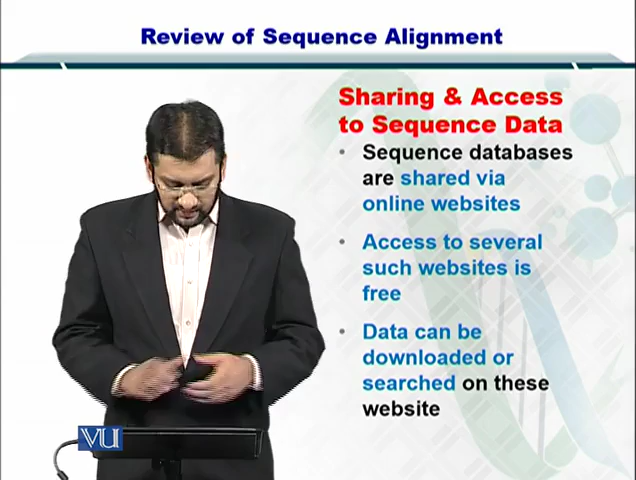 Review of Sequence Alignment
Sharing & Access
to Sequence Data
• Sequence databases
are shared via
online websites
• Access to several
such websites is
free
• Data can be
downloaded or
searched on these
website
VU